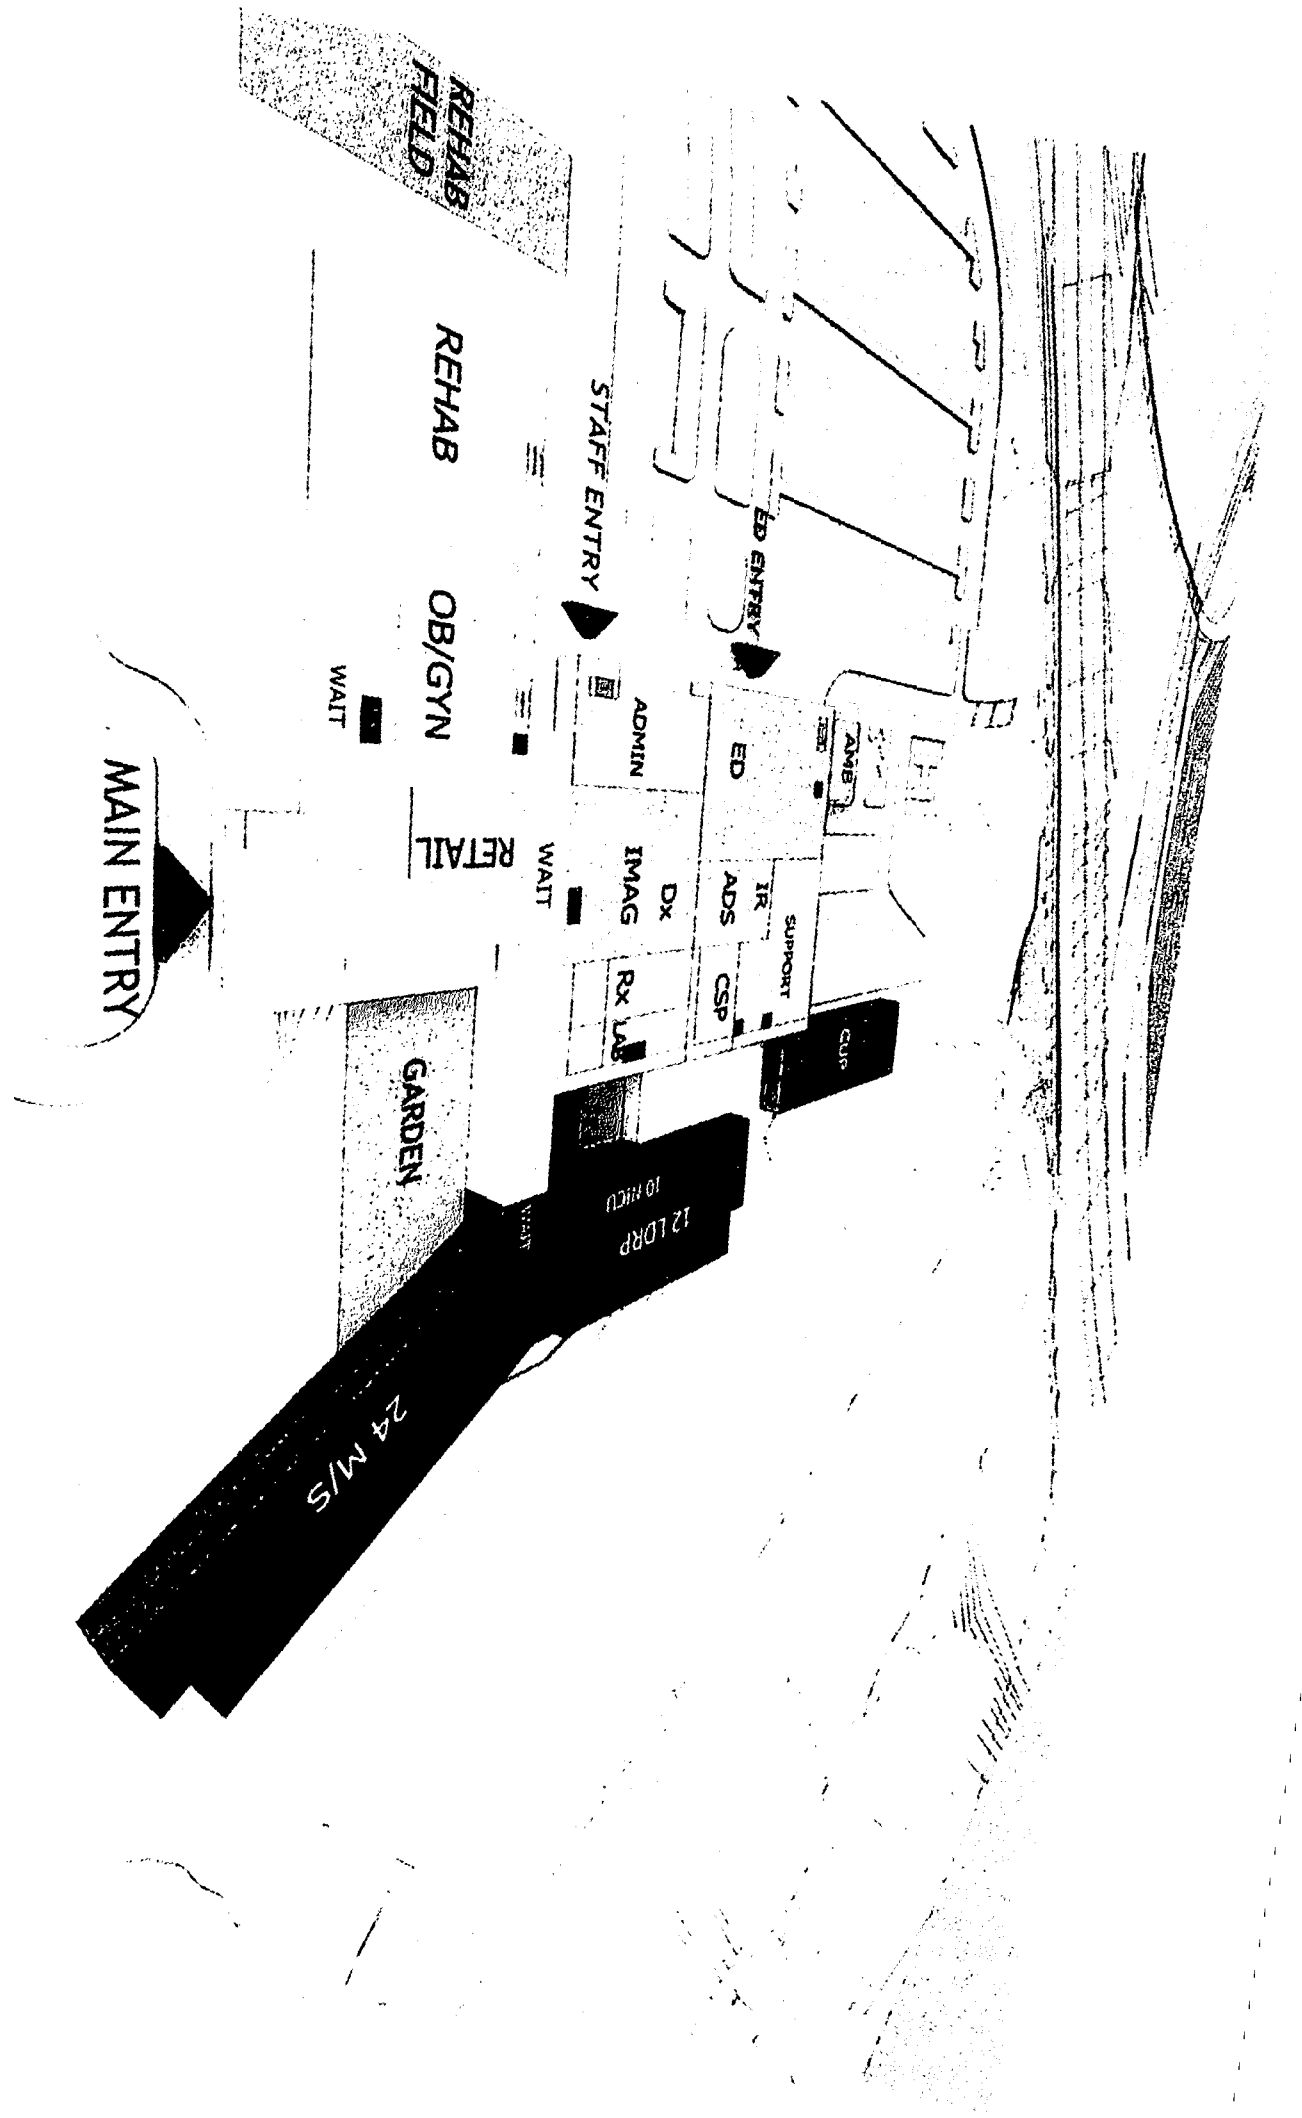 REHAB
FIELD
REHAB
STAFF ENTRY
ED ENTRY
OB/GYN
WAIT
MAIN ENTRY
ADMIN
ED
AMB
RETAIL
WAIT
IMAG
Dx
ADS
IR
SUPPORT
Rx
LAB
CSP
CUP
GARDEN
WAIT
10 NICU
12 LDRP
24 M/S